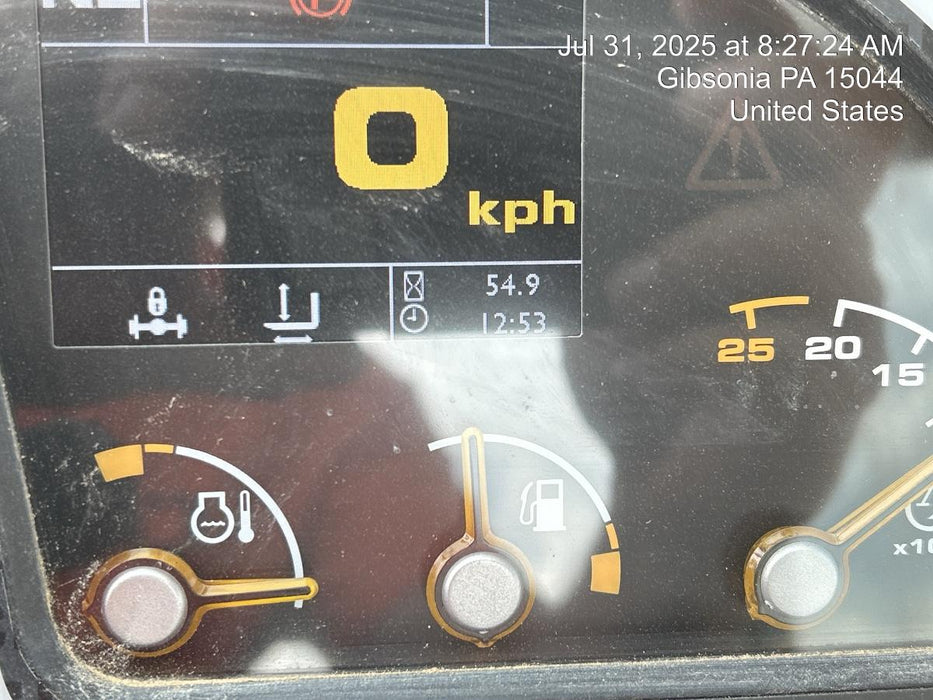 Jul 31, 2025 at 8:27:24 AM
Gibsonia PA 15044
United States
0
kph
54.9
12:53
25 20
15